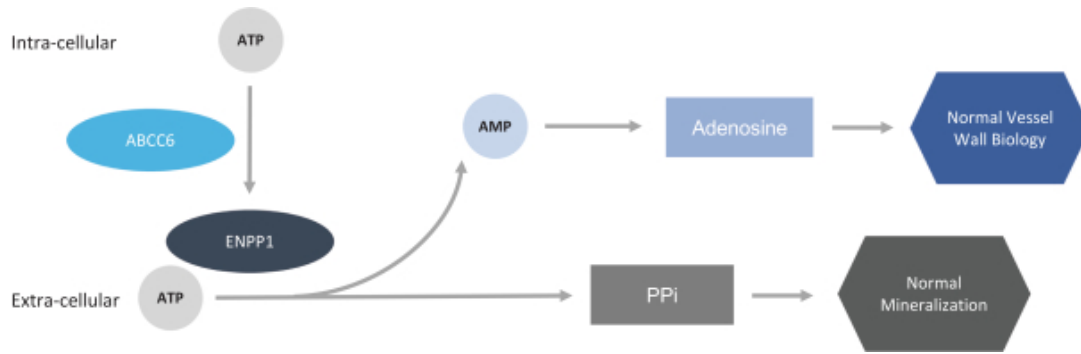 Intra-cellular
ATP
ABCC6
AMP
Adenosine
Normal Vessel
Wall Biology
ENPP1
Extra-cellular
ATP
PPi
Normal
Mineralization